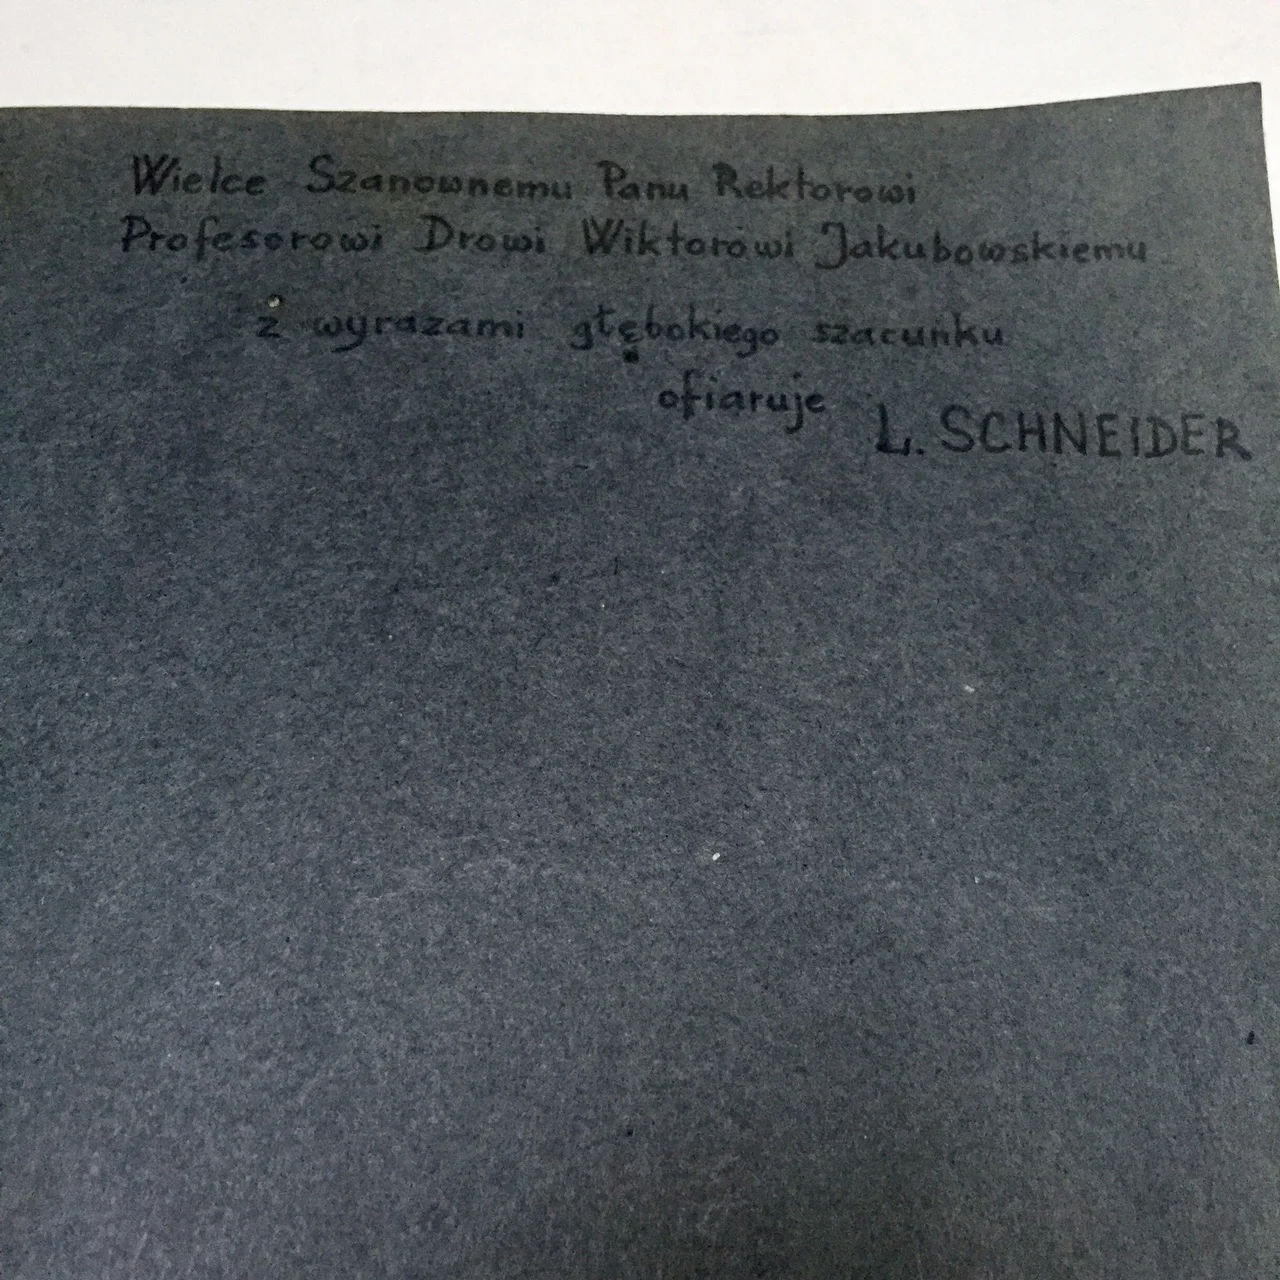 Wielce Szanownemu Panu Rektorowi
Profesorowi Drowi Wiktorowi Jakubowskiemu
z wyrazami głębokiego szacunku
ofiaruje L. SCHNEIDER